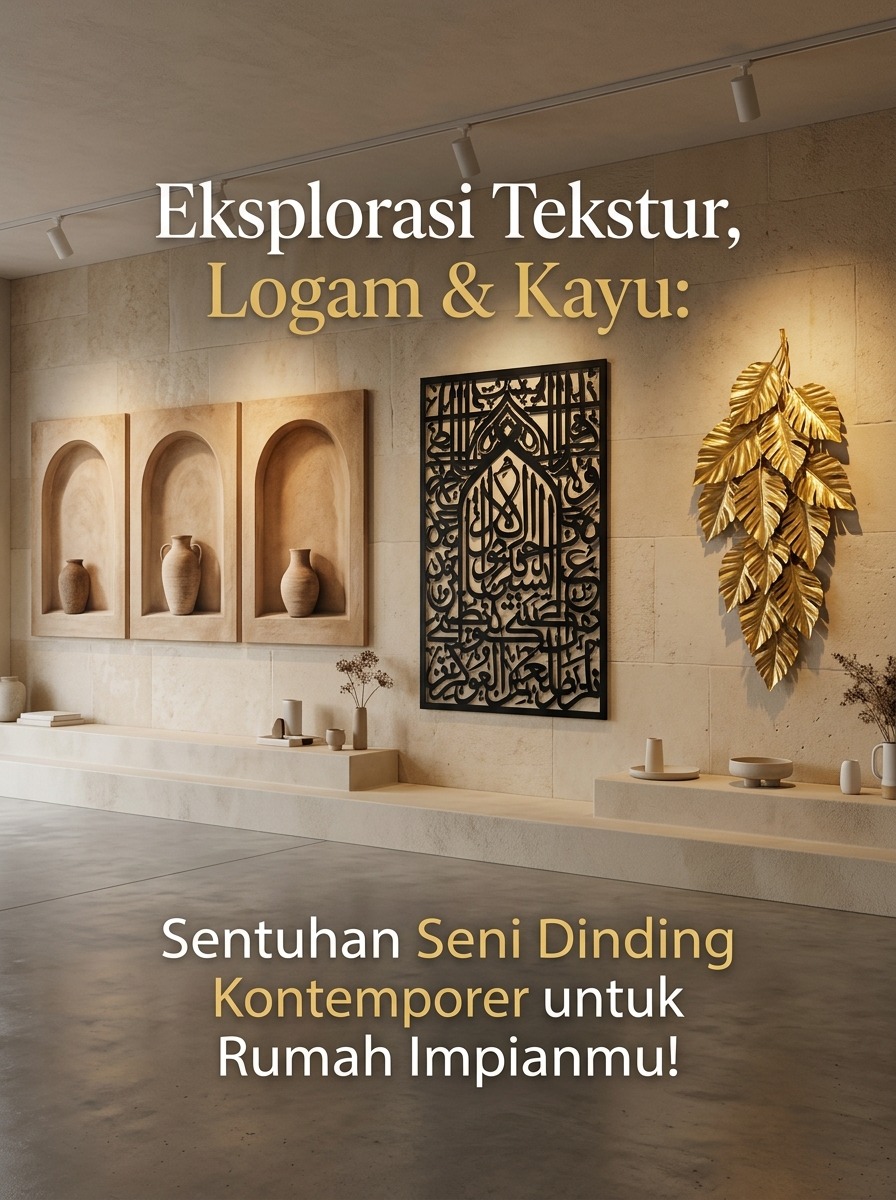 Eksplorasi Tekstur,
Logam & Kayu:
Sentuhan Seni Dinding
Kontemporer untuk
Rumah Impianmu!